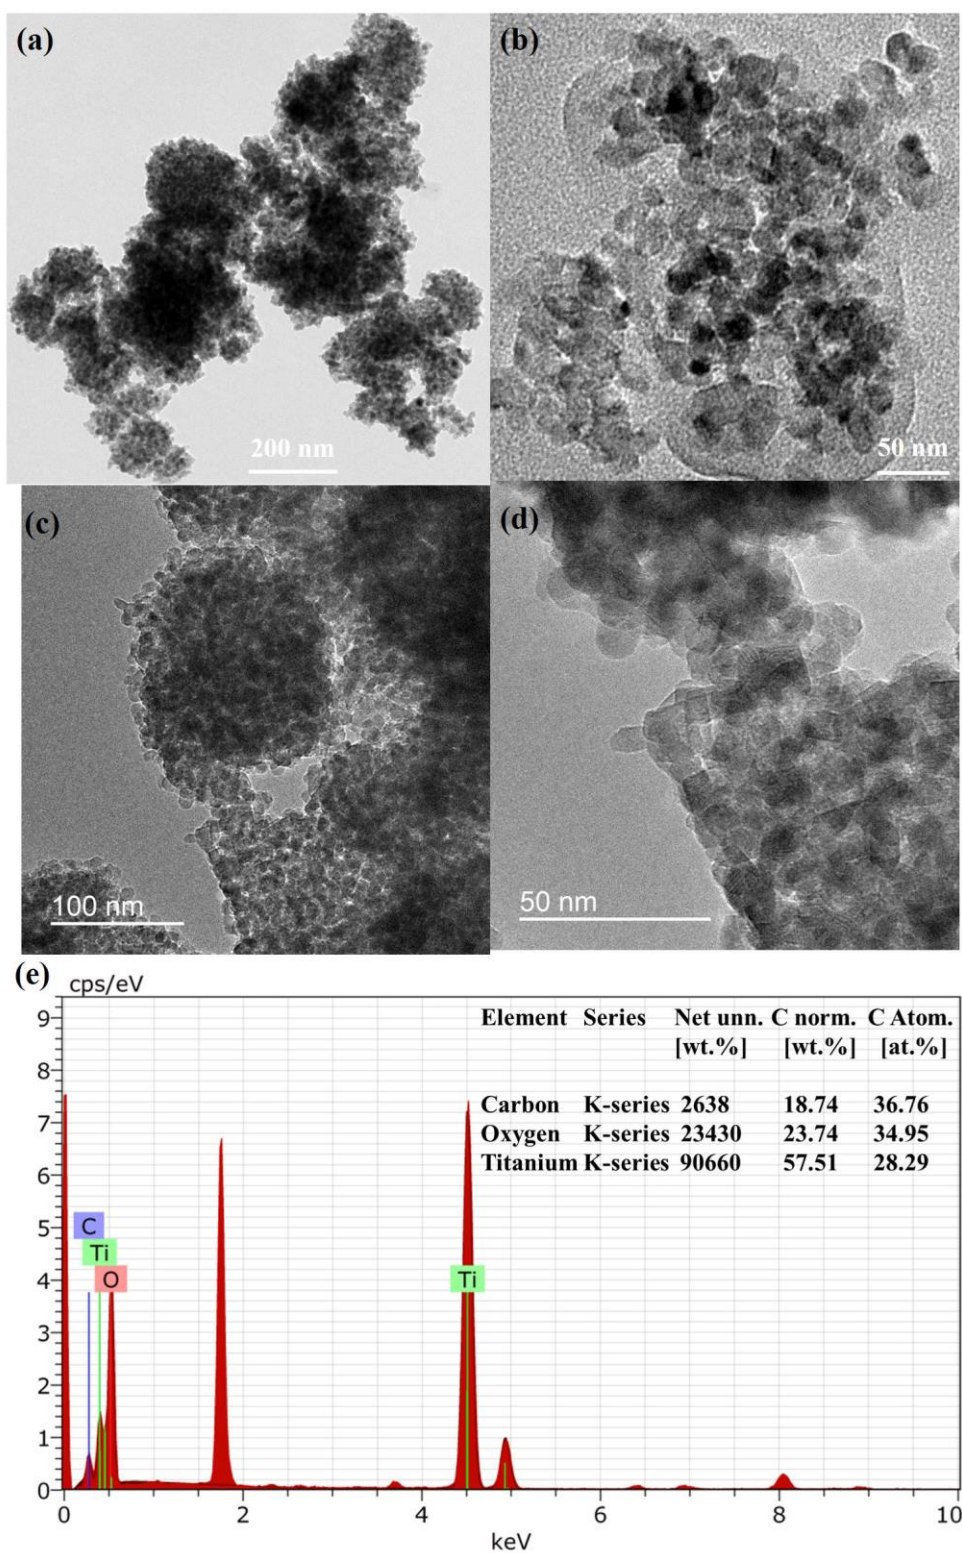 (a)
(b)
200 nm
50 nm
(c)
(d)
100 nm
50 nm
(e)
cps/eV
Element Series Net unn. C norm. C Atom.
[wt.%] [wt.%] [at.%]
Carbon K-series 2638 18.74 36.76
Oxygen K-series 23430 23.74 34.95
Titanium K-series 90660 57.51 28.29
9
8
7
6
5
4
3
2
1
0
C
Ti
O
Ti
0 2 4 6 8 10
keV